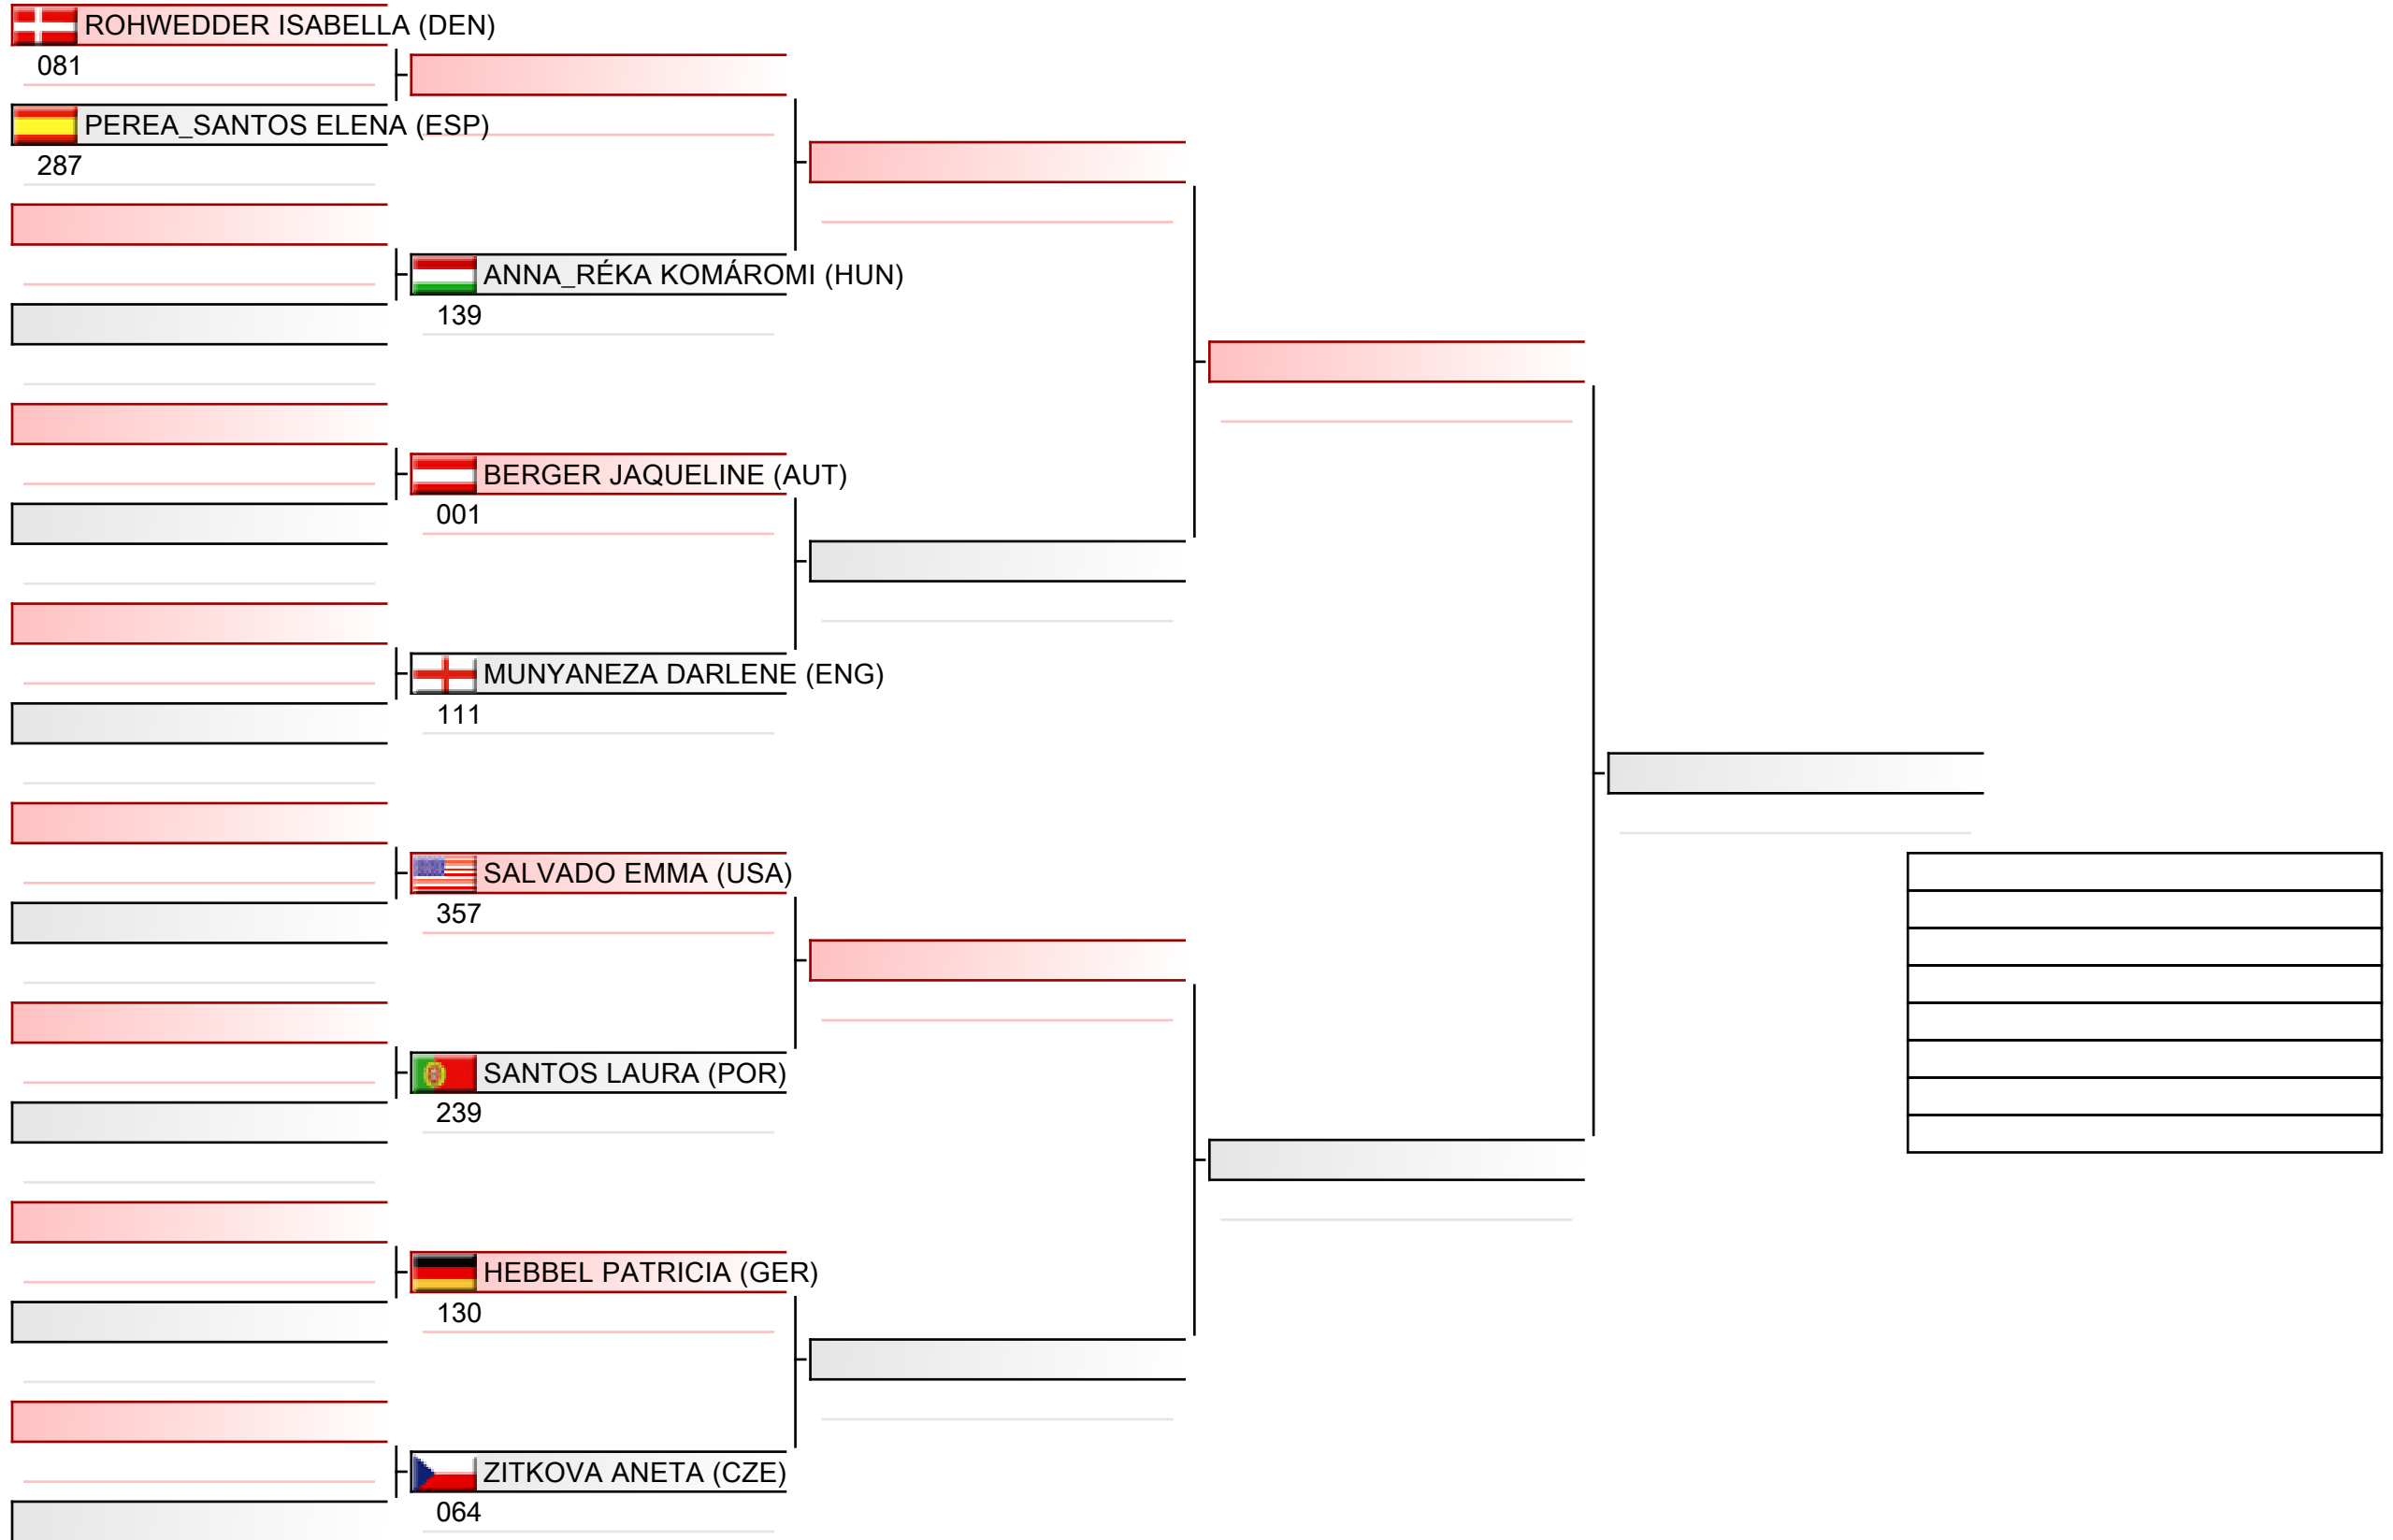 ROHWEDDER ISABELLA (DEN)
081
PEREA_SANTOS ELENA (ESP)
287
ANNA_RÉKA KOMÁROMI (HUN)
139
BERGER JAQUELINE (AUT)
001
MUNYANEZA DARLENE (ENG)
111
SALVADO EMMA (USA)
357
SANTOS LAURA (POR)
239
HEBBEL PATRICIA (GER)
130
ZITKOVA ANETA (CZE)
064